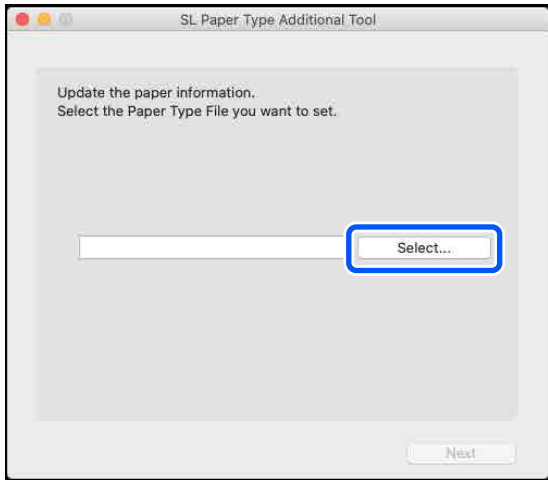 SL Paper Type Additional Tool
Update the paper information.
Select the Paper Type File you want to set.
Select...
Next